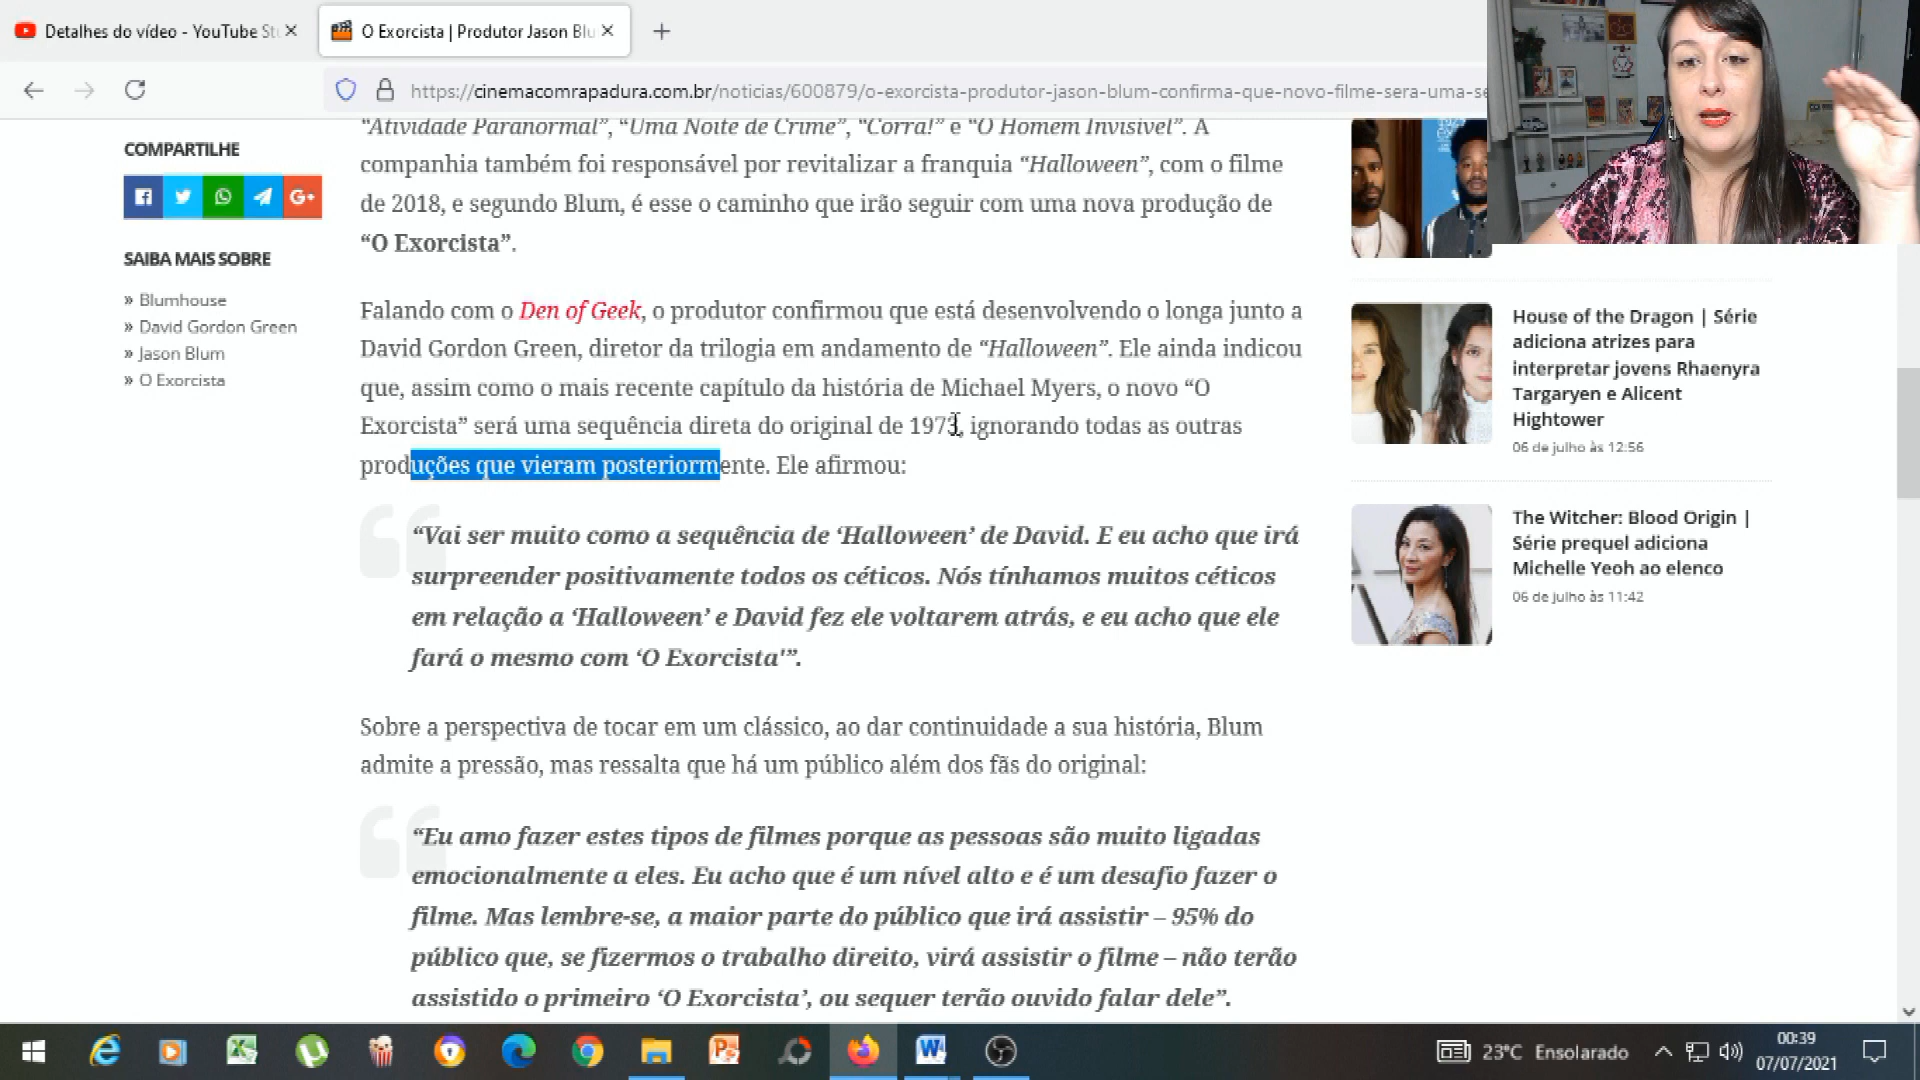 Detalhes do vídeo - YouTube St
O Exorcista | Produtor Jason Blu
https://cinemacomrapadura.com.br/noticias/600879/o-exorcista-produtor-jason-blum-confirma-que-novo-filme-sera-uma-se
COMPARTILHE
SAIBA MAIS SOBRE
» Blumhouse
» David Gordon Green
» Jason Blum
» O Exorcista
“Atividade Paranormal”, “Uma Noite de Crime”, “Corra!” e “O Homem Invisível”. A
companhia também foi responsável por revitalizar a franquia “Halloween”, com o filme
de 2018, e segundo Blum, é esse o caminho que irão seguir com uma nova produção de
“O Exorcista”.
Falando com o Den of Geek, o produtor confirmou que está desenvolvendo o longa junto a
David Gordon Green, diretor da trilogia em andamento de “Halloween”. Ele ainda indicou
que, assim como o mais recente capítulo da história de Michael Myers, o novo “O
Exorcista” será uma sequência direta do original de 1973, ignorando todas as outras
produções que vieram posteriormente. Ele afirmou:
“Vai ser muito como a sequência de ‘Halloween’ de David. E eu acho que irá
surpreender positivamente todos os céticos. Nós tínhamos muitos céticos
em relação a ‘Halloween’ e David fez ele voltarem atrás, e eu acho que ele
fará o mesmo com ‘O Exorcista'”.
Sobre a perspectiva de tocar em um clássico, ao dar continuidade a sua história, Blum
admite a pressão, mas ressalta que há um público além dos fãs do original:
“Eu amo fazer estes tipos de filmes porque as pessoas são muito ligadas
emocionalmente a eles. Eu acho que é um nível alto e é um desafio fazer o
filme. Mas lembre-se, a maior parte do público que irá assistir – 95% do
público que, se fizermos o trabalho direito, virá assistir o filme – não terão
assistido o primeiro ‘O Exorcista’, ou sequer terão ouvido falar dele”.
House of the Dragon | Série
adiciona atrizes para
interpretar jovens Rhaenyra
Targaryen e Alicent
Hightower
06 de julho às 12:56
The Witcher: Blood Origin |
Série prequel adiciona
Michelle Yeoh ao elenco
06 de julho às 11:42
23°C Ensolarado
00:39
07/07/2021